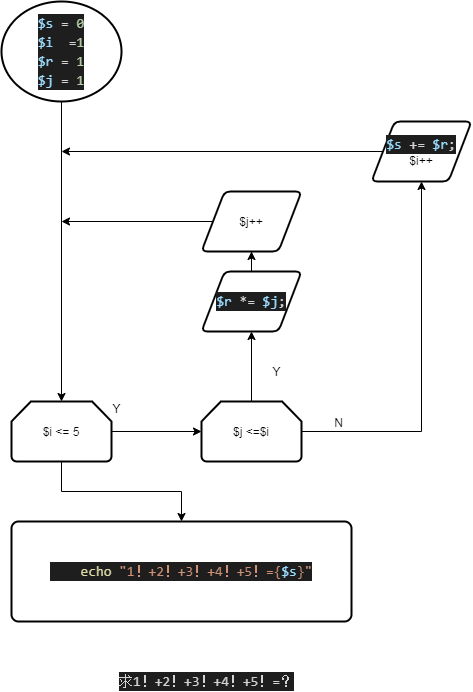 $s = 0
$i  =1
$r = 1
$j = 1
$s += $r;
$i++
$j++
$r *= $j;
Y
Y
N
$i <= 5
$j <=$i
echo "1! +2! +3! +4! +5! ={$s}"
求1! +2! +3! +4! +5! =?